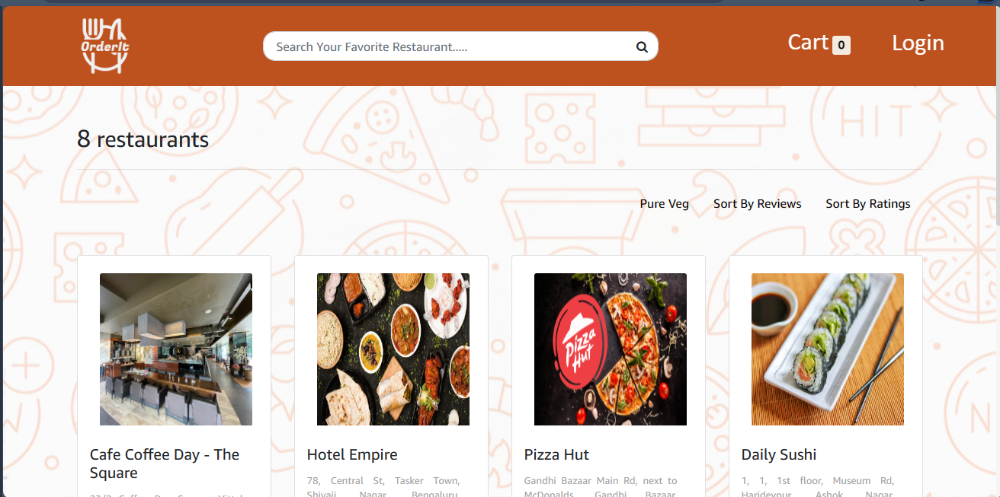 OrderIt
Search Your Favorite Restaurant.....
Cart 0
Login
8 restaurants
Pure Veg
Sort By Reviews
Sort By Ratings
Cafe Coffee Day - The
Square
Hotel Empire
78, Central St, Tasker Town,
Shivaji Nagar, Bengaluru,
Pizza
Hut
Pizza Hut
Gandhi Bazaar Main Rd, next to
McDonalds, Gandhi Bazaar,
Daily Sushi
1, 1, 1st floor, Museum Rd,
Haridevpur, Ashok Nagar,
HIT